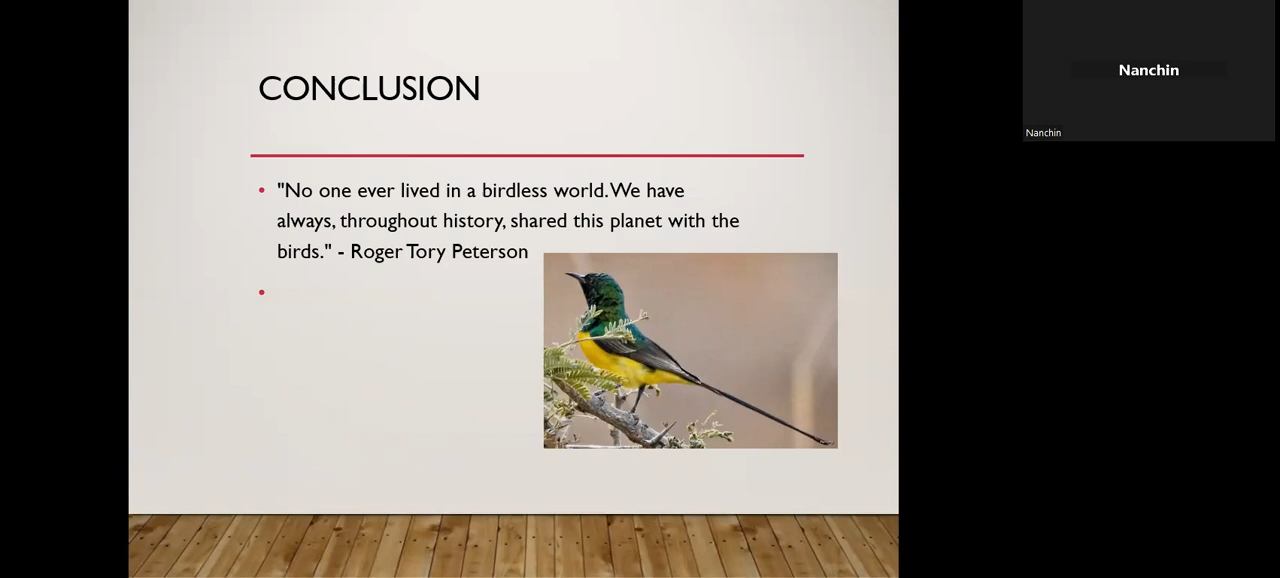 CONCLUSION
"No one ever lived in a birdless world. We have
always, throughout history, shared this planet with the
birds." - Roger Tory Peterson
Nanchin
Nanchin